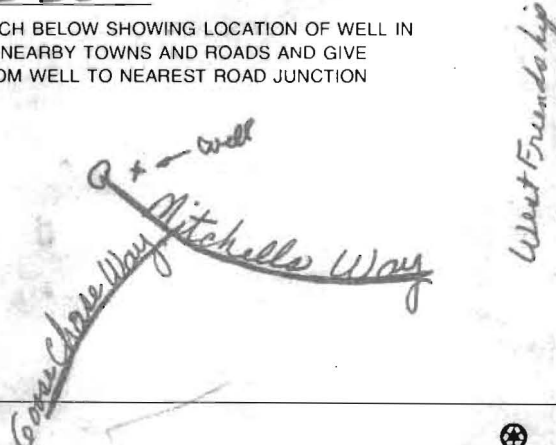 CH BELOW SHOWING LOCATION OF WELL IN
NEARBY TOWNS AND ROADS AND GIVE
OM WELL TO NEAREST ROAD JUNCTION
West Friendship
well
Mitchells Way
Goose Chase Way